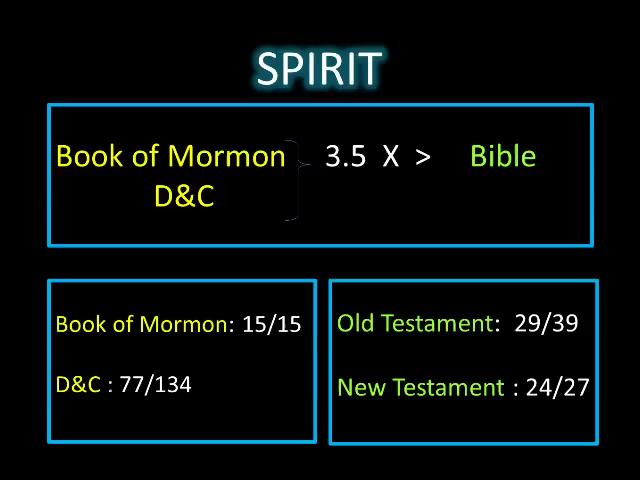 SPIRIT
Book of Mormon 3.5 X > Bible
D&C
Book of Mormon: 15/15
D&C : 77/134
Old Testament: 29/39
New Testament : 24/27